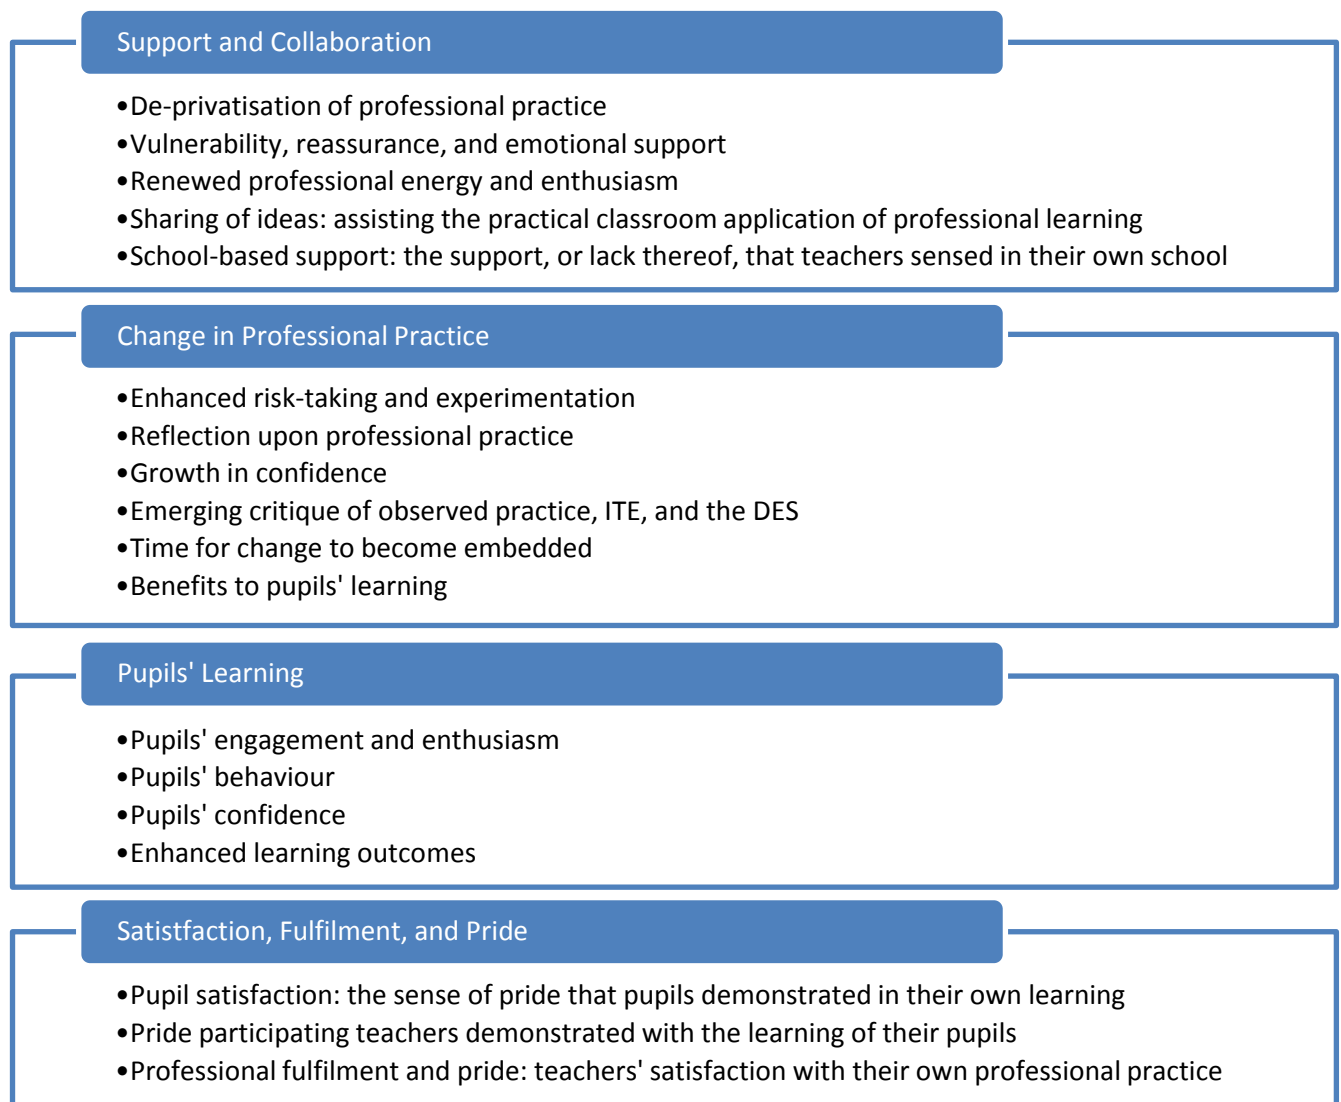 Support and Collaboration
•De-privatisation of professional practice
•Vulnerability, reassurance, and emotional support
•Renewed professional energy and enthusiasm
•Sharing of ideas: assisting the practical classroom application of professional learning
•School-based support: the support, or lack thereof, that teachers sensed in their own school
Change in Professional Practice
•Enhanced risk-taking and experimentation
•Reflection upon professional practice
•Growth in confidence
•Emerging critique of observed practice, ITE, and the DES
•Time for change to become embedded
•Benefits to pupils' learning
Pupils' Learning
•Pupils' engagement and enthusiasm
•Pupils' behaviour
•Pupils' confidence
•Enhanced learning outcomes
Satistfaction, Fulfilment, and Pride
•Pupil satisfaction: the sense of pride that pupils demonstrated in their own learning
•Pride participating teachers demonstrated with the learning of their pupils
•Professional fulfilment and pride: teachers' satisfaction with their own professional practice